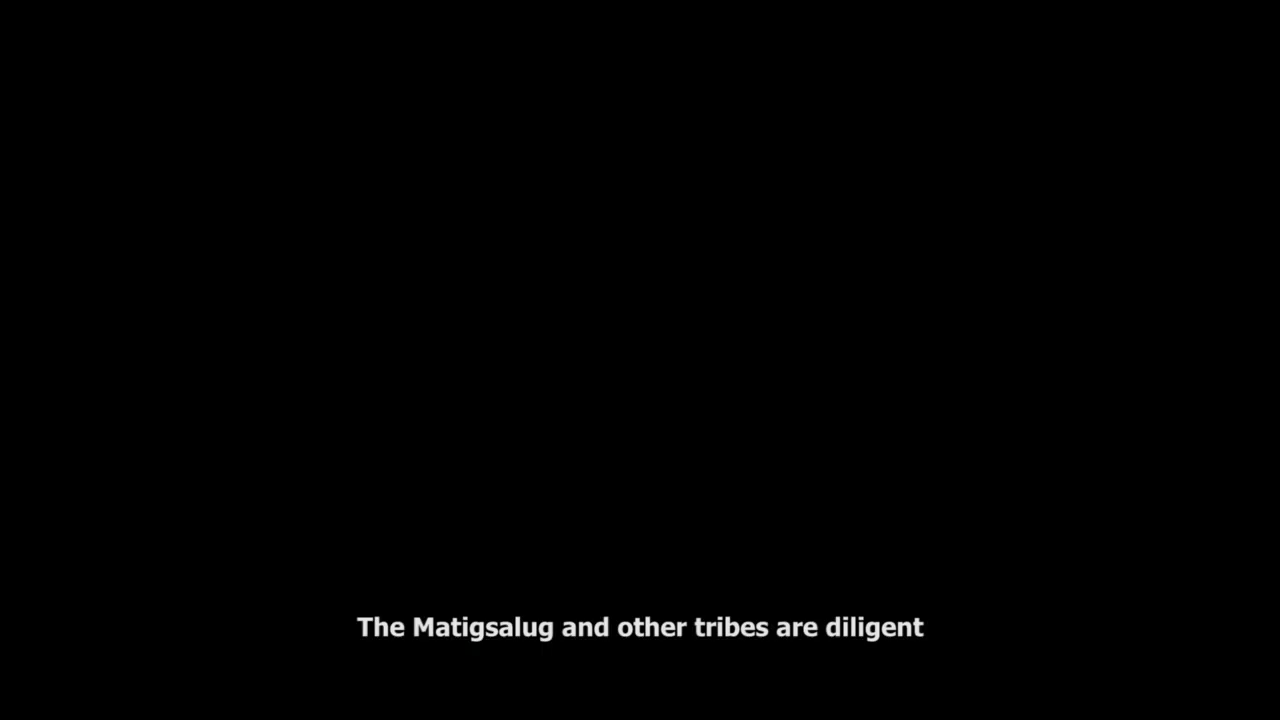 The Matigsalug and other tribes are diligent